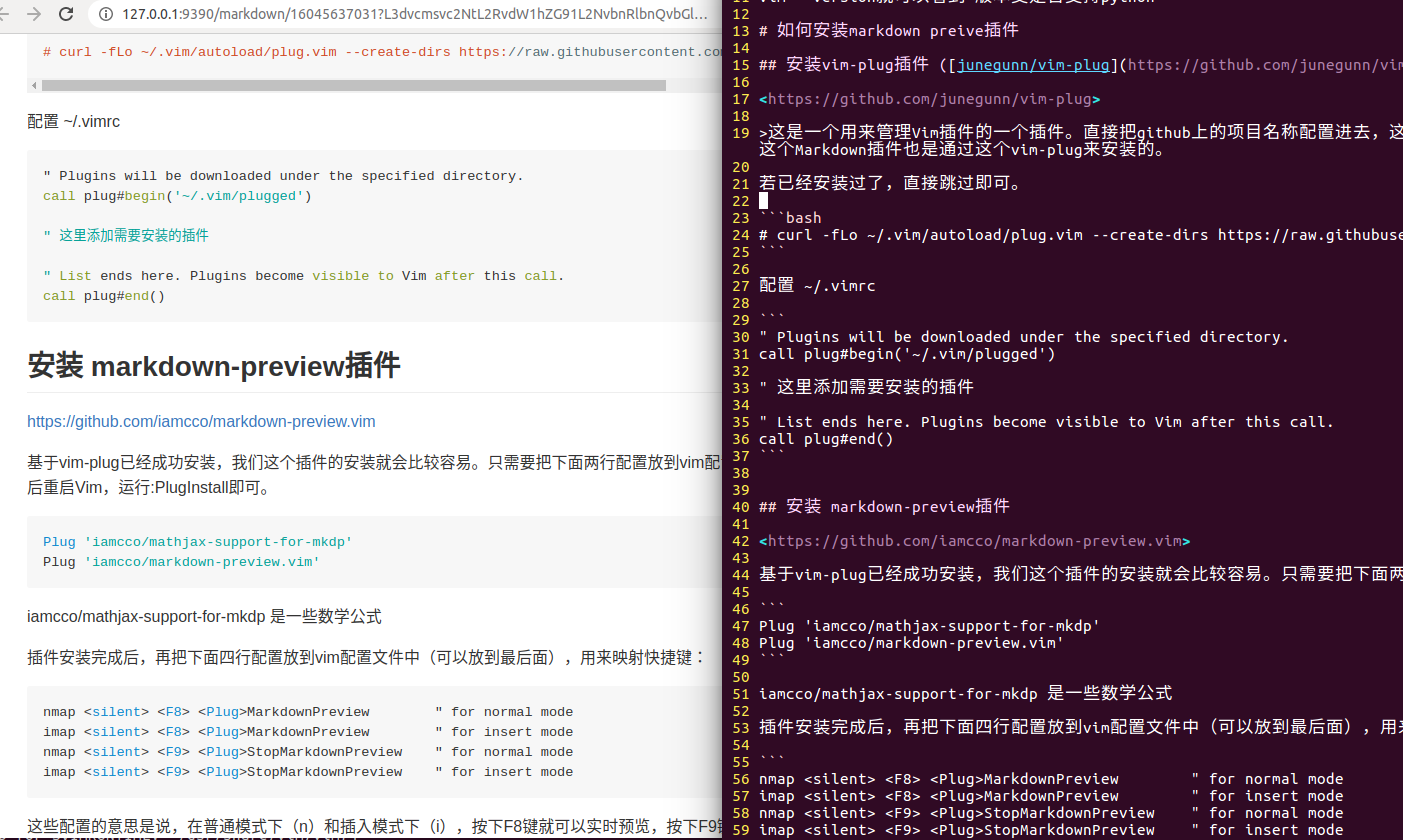 127.0.0.1:9390/markdown/16045637031?L3dvcmsvc2NtL2RvdW1hZG91L2NvbnRlbnQvbGl...
# curl -fLo ~/.vim/autoload/plug.vim --create-dirs https://raw.githubusercontent.co
配置 ~/.vimrc
" Plugins will be downloaded under the specified directory.
call plug#begin('~/.vim/plugged')
" 这里添加需要安装的插件
" List ends here. Plugins become visible to Vim after this call.
call plug#end()
安装 markdown-preview插件
https://github.com/iamcco/markdown-preview.vim
基于vim-plug已经成功安装，我们这个插件的安装就会比较容易。只需要把下面两行配置放到vim配
后重启Vim，运行:PlugInstall即可。
Plug 'iamcco/mathjax-support-for-mkdp'
Plug 'iamcco/markdown-preview.vim'
iamcco/mathjax-support-for-mkdp 是一些数学公式
插件安装完成后，再把下面四行配置放到vim配置文件中（可以放到最后面），用来映射快捷键：
nmap <silent> <F8> <Plug>MarkdownPreview        " for normal mode
imap <silent> <F8> <Plug>MarkdownPreview        " for insert mode
nmap <silent> <F9> <Plug>StopMarkdownPreview    " for normal mode
imap <silent> <F9> <Plug>StopMarkdownPreview    " for insert mode
这些配置的意思是说，在普通模式下（n）和插入模式下（i），按下F8键就可以实时预览，按下F9
12
13 # 如何安装markdown preive插件
14
15 ## 安装vim-plug插件 ([junegunn/vim-plug](https://github.com/junegunn/vim
16
17 <https://github.com/junegunn/vim-plug>
18
19 >这是一个用来管理Vim插件的一个插件。直接把github上的项目名称配置进去，这
这个Markdown插件也是通过这个vim-plug来安装的。
20
21 若已经安装过了，直接跳过即可。
22
23 ```bash
24 # curl -fLo ~/.vim/autoload/plug.vim --create-dirs https://raw.githubuse
25 ```
26
27 配置 ~/.vimrc
28
29 ```
30 " Plugins will be downloaded under the specified directory.
31 call plug#begin('~/.vim/plugged')
32
33 " 这里添加需要安装的插件
34
35 " List ends here. Plugins become visible to Vim after this call.
36 call plug#end()
37 ```
38
39
40 ## 安装 markdown-preview插件
41
42 <https://github.com/iamcco/markdown-preview.vim>
43
44 基于vim-plug已经成功安装，我们这个插件的安装就会比较容易。只需要把下面两
45
46 ```
47 Plug 'iamcco/mathjax-support-for-mkdp'
48 Plug 'iamcco/markdown-preview.vim'
49 ```
50
51 iamcco/mathjax-support-for-mkdp 是一些数学公式
52
53 插件安装完成后，再把下面四行配置放到vim配置文件中（可以放到最后面），用
54
55 ```
56 nmap <silent> <F8> <Plug>MarkdownPreview        " for normal mode
57 imap <silent> <F8> <Plug>MarkdownPreview        " for insert mode
58 nmap <silent> <F9> <Plug>StopMarkdownPreview    " for normal mode
59 imap <silent> <F9> <Plug>StopMarkdownPreview    " for insert mode